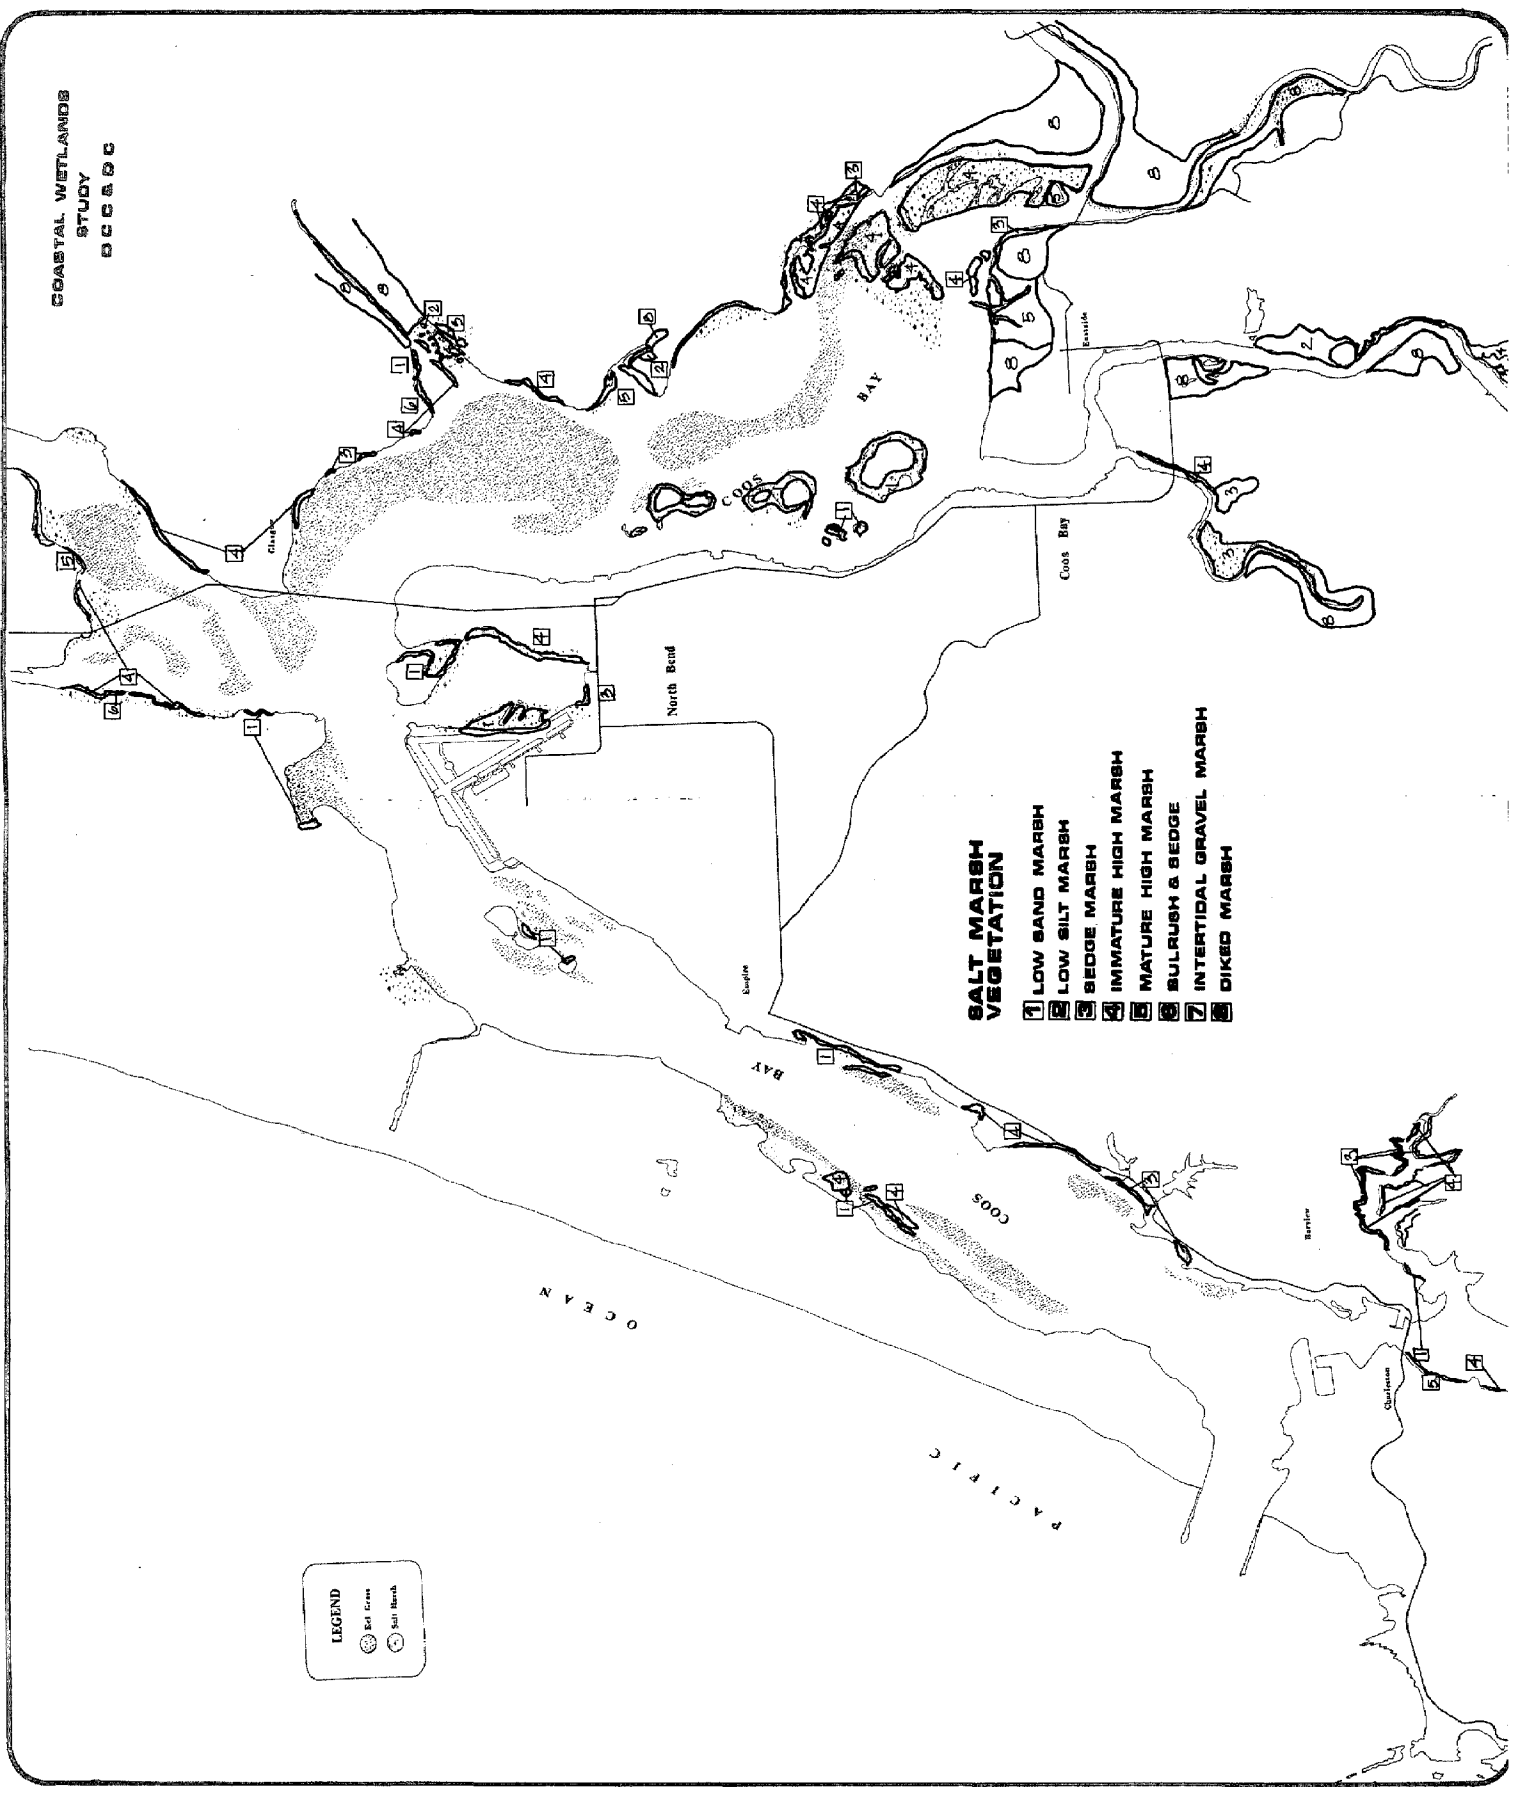 COASTAL WETLANDS
STUDY
O C C & D C
Glasgow
COOS
BAY
Eastside
Coos Bay
North Bend
Empire
BAY
COOS
Barview
Charleston
PACIFIC
OCEAN
SALT MARSH
VEGETATION
1 LOW SAND MARSH
2 LOW SILT MARSH
3 SEDGE MARSH
4 IMMATURE HIGH MARSH
5 MATURE HIGH MARSH
6 BULRUSH & SEDGE
7 INTERTIDAL GRAVEL MARSH
8 DIKED MARSH
LEGEND
Eel Grass
Salt Marsh